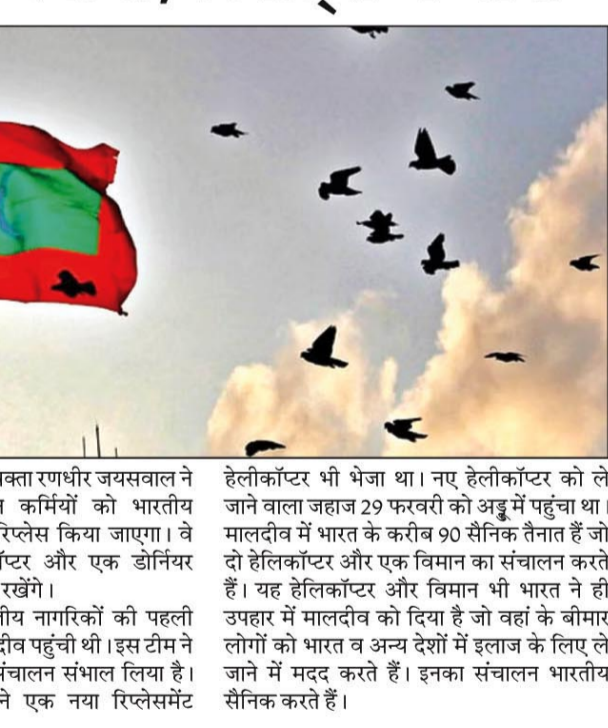 रणधीर जयसवाल ने
कर्मियों को भारतीय
रिप्लेस किया जाएगा। वे
और एक डोर्नियर
रखेंगे।
नागरिकों की पहली
पहुंची थी। इस टीम ने
संभाल लिया है।
ने एक नया रिप्लेसमेंट
हेलीकॉप्टर भी भेजा था। नए हेलीकॉप्टर को ले
जाने वाला जहाज 29 फरवरी को अड्डू में पहुंचा था।
मालदीव में भारत के करीब 90 सैनिक तैनात हैं जो
दो हेलिकॉप्टर और एक विमान का संचालन करते
हैं। यह हेलिकॉप्टर और विमान भी भारत ने ही
उपहार में मालदीव को दिया है जो वहां के बीमार
लोगों को भारत व अन्य देशों में इलाज के लिए ले
जाने में मदद करते हैं। इनका संचालन भारतीय
सैनिक करते हैं।